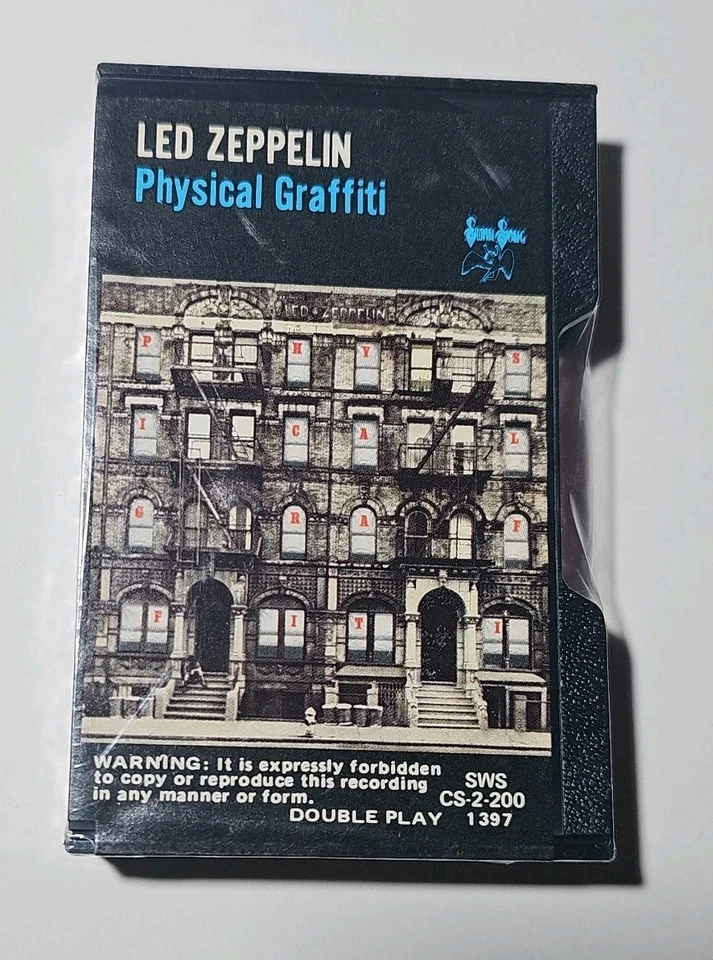 LED ZEPPELIN
Physical Graffiti
Swan Song
LED ZEPPELIN
P H Y S
I C A L
G R A F
F I T I
WARNING: It is expressly forbidden
to copy or reproduce this recording
in any manner or form.
SWS
CS-2-200
DOUBLE PLAY 1397